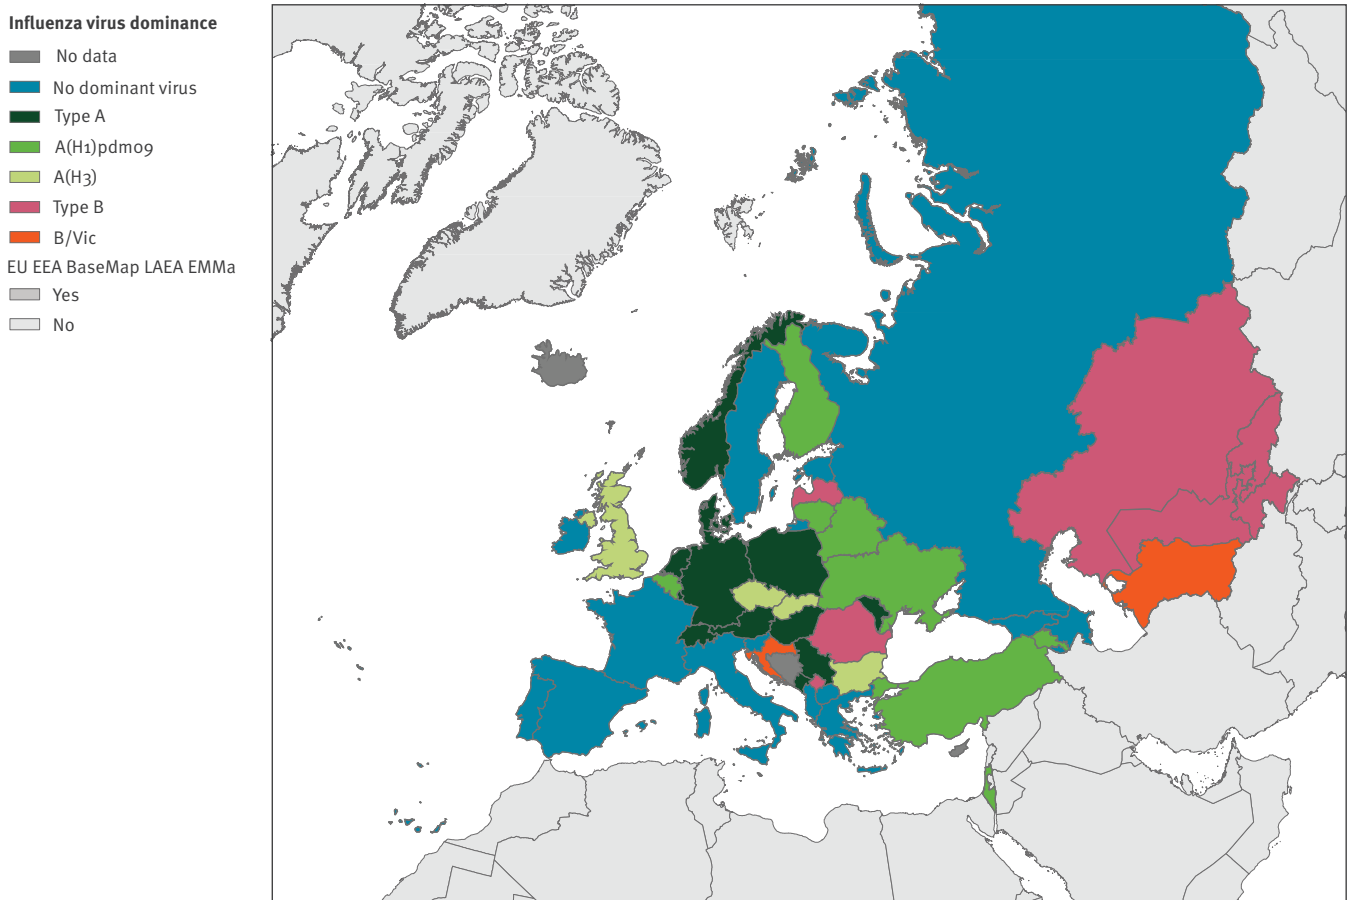 Influenza virus dominance
No data
No dominant virus
Type A
A(H1)pdm09
A(H3)
Type B
B/Vic
EU EEA BaseMap LAEA EMMa
Yes
No